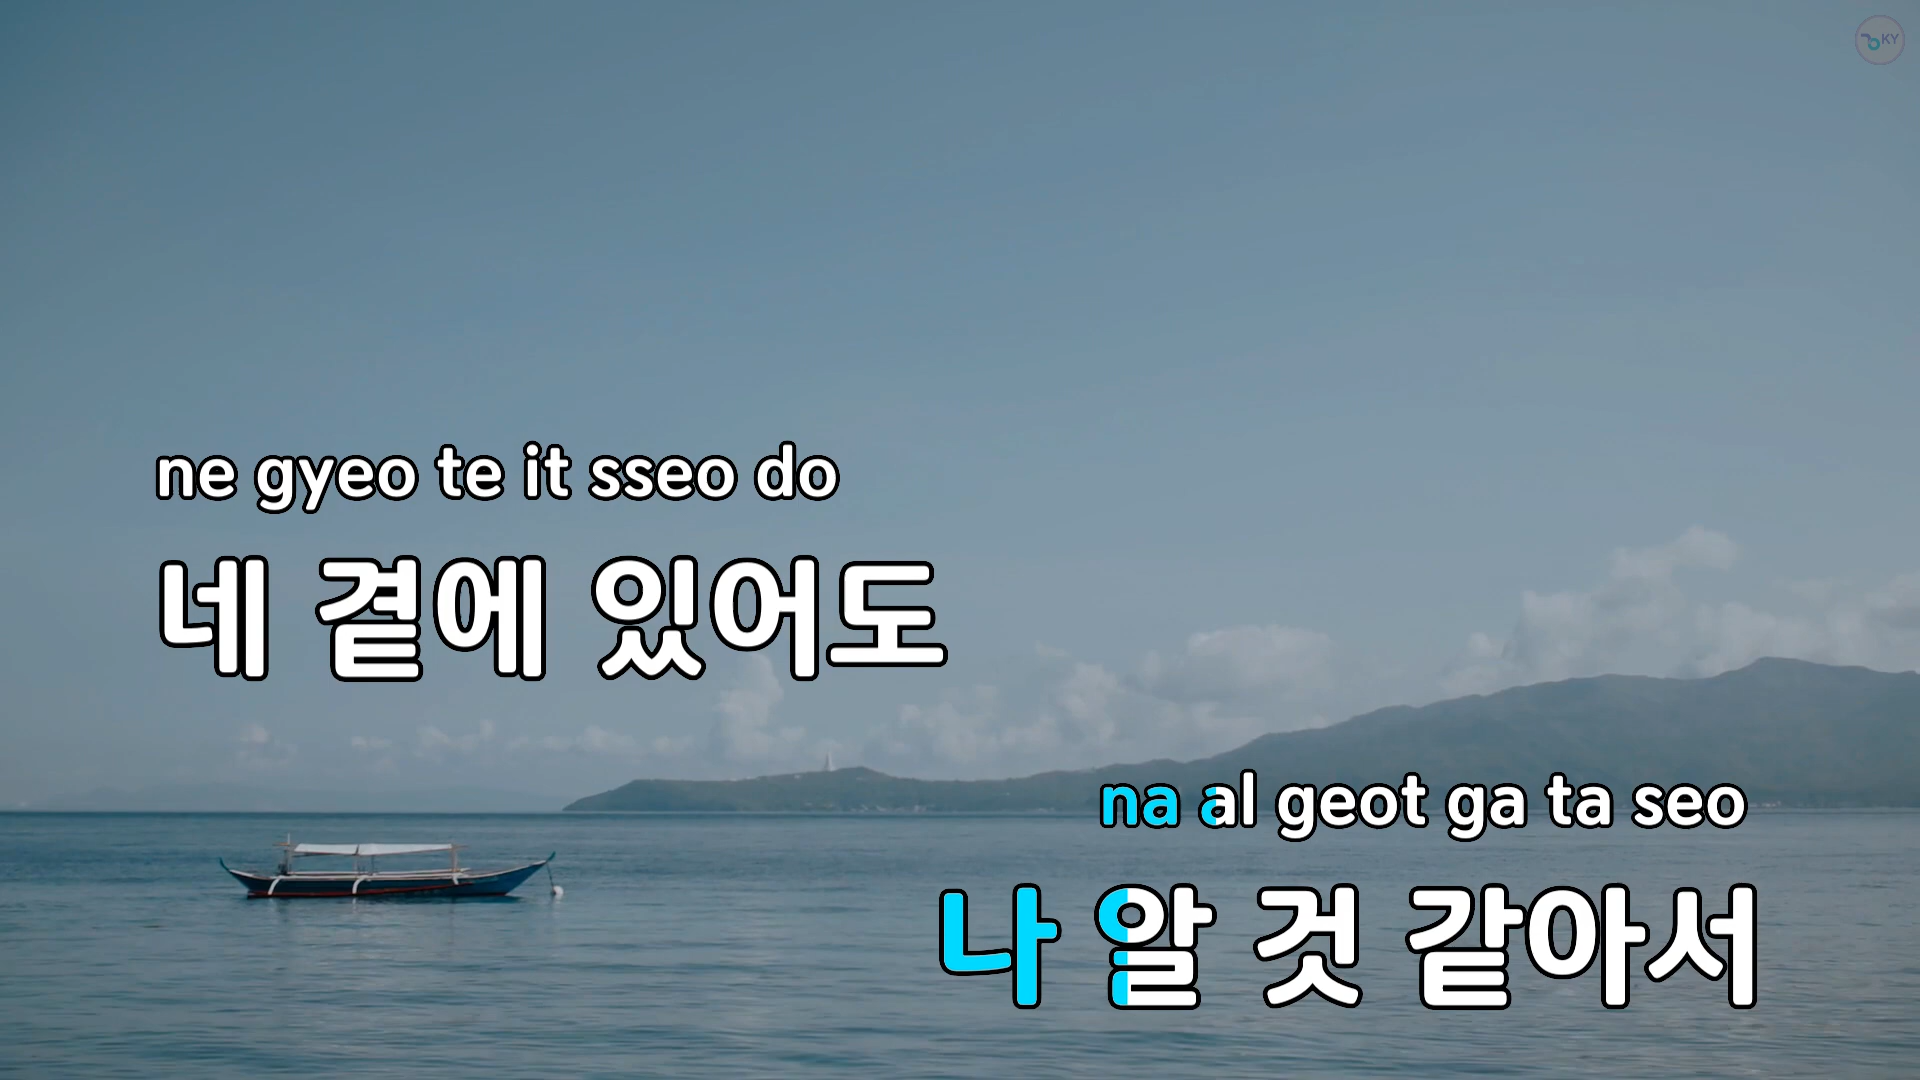 KY
ne gyeo te it sseo do
네 곁에 있어도
na al geot ga ta seo
나 알 것 같아서